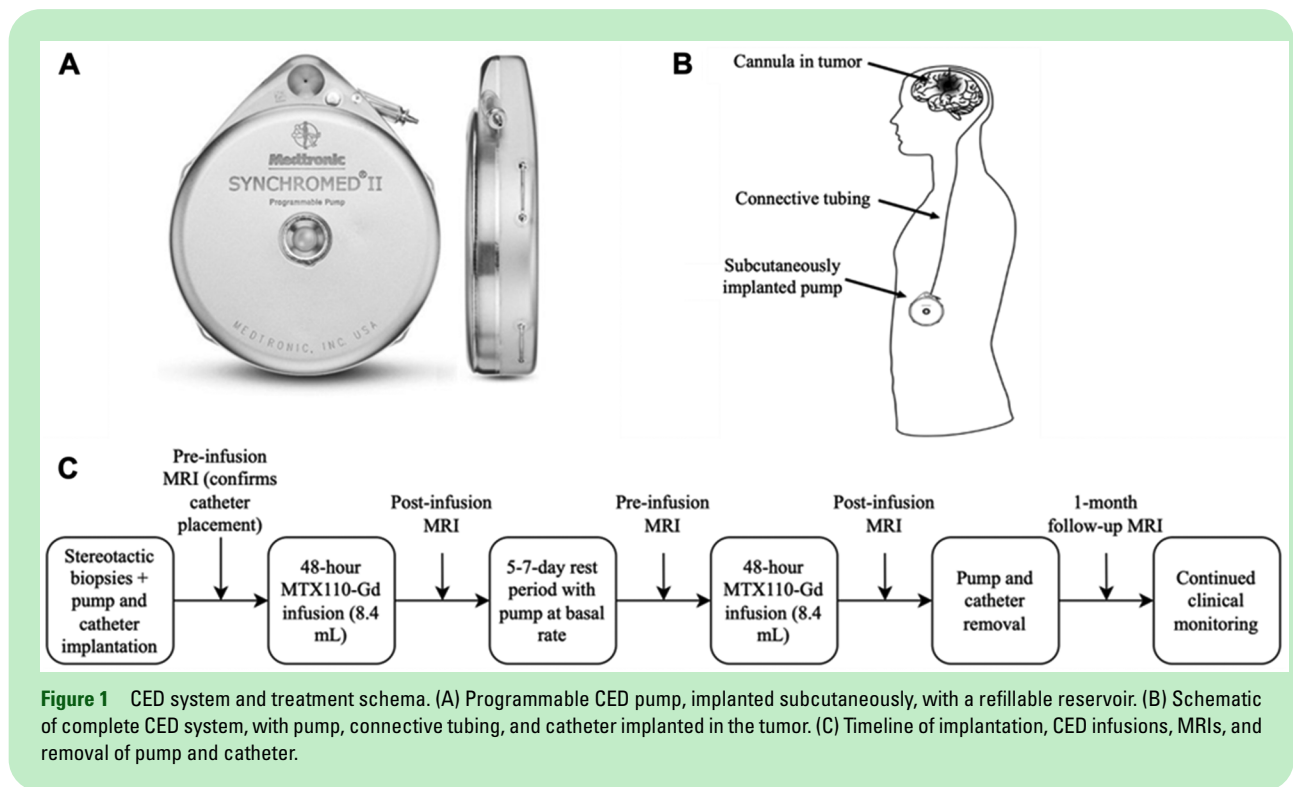 A
Medtronic
SYNCHROMED® II
Programmable Pump
MEDTRONIC, INC USA
B
Cannula in tumor
Connective tubing
Subcutaneously
implanted pump
C
Pre-infusion
MRI (confirms
catheter
placement)
Post-infusion
MRI
Pre-infusion
MRI
Post-infusion
MRI
1-month
follow-up MRI
Stereotactic
biopsies +
pump and
catheter
implantation
48-hour
MTX110-Gd
infusion (8.4
mL)
5-7-day rest
period with
pump at basal
rate
48-hour
MTX110-Gd
infusion (8.4
mL)
Pump and
catheter
removal
Continued
clinical
monitoring
Figure 1 CED system and treatment schema. (A) Programmable CED pump, implanted subcutaneously, with a refillable reservoir. (B) Schematic
of complete CED system, with pump, connective tubing, and catheter implanted in the tumor. (C) Timeline of implantation, CED infusions, MRIs, and
removal of pump and catheter.